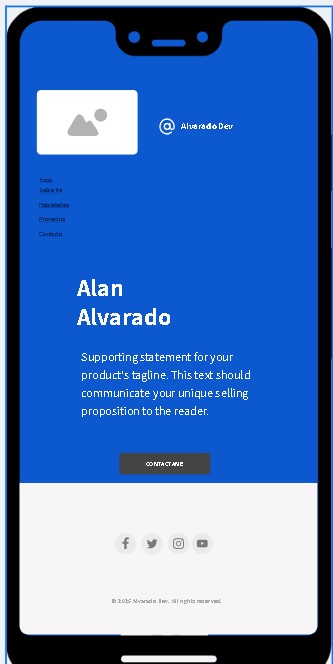 @ Alvarado Dev
Inicio
Sobre Mi
Habilidades
Proyectos
Contacto
Alan
Alvarado
Supporting statement for your
product's tagline. This text should
communicate your unique selling
proposition to the reader.
CONTACTAME
© 2025 Alvarado Dev. All rights reserved.